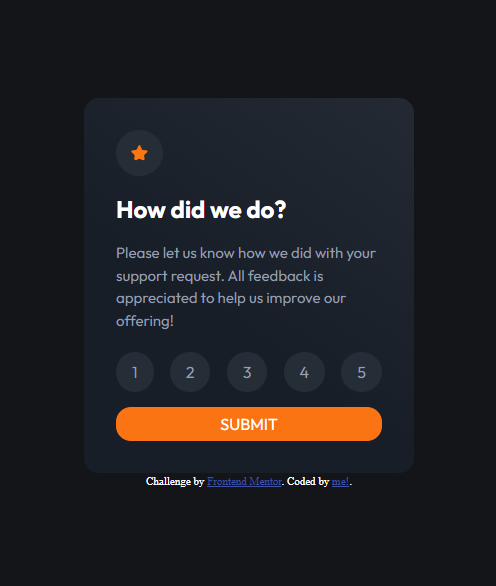 How did we do?
Please let us know how we did with your
support request. All feedback is
appreciated to help us improve our
offering!
1 2 3 4 5
SUBMIT
Challenge by Frontend Mentor. Coded by me!.